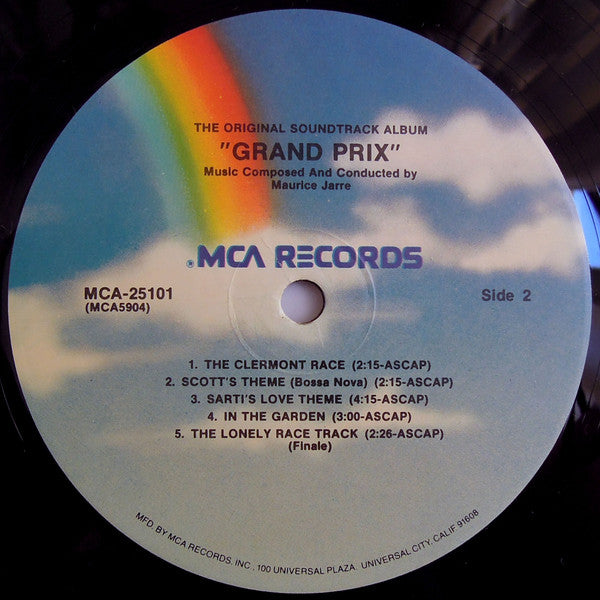 THE ORIGINAL SOUNDTRACK ALBUM
"GRAND PRIX"
Music Composed And Conducted by
Maurice Jarre
MCA RECORDS
MCA-25101
(MCA5904)
Side 2
1. THE CLERMONT RACE (2:15-ASCAP)
2. SCOTT'S THEME (Bossa Nova) (2:15-ASCAP)
3. SARTI'S LOVE THEME (4:15-ASCAP)
4. IN THE GARDEN (3:00-ASCAP)
5. THE LONELY RACE TRACK (2:26-ASCAP)
(Finale)
MFD. BY MCA RECORDS, INC. 100 UNIVERSAL PLAZA. UNIVERSAL CITY, CALIF 91608